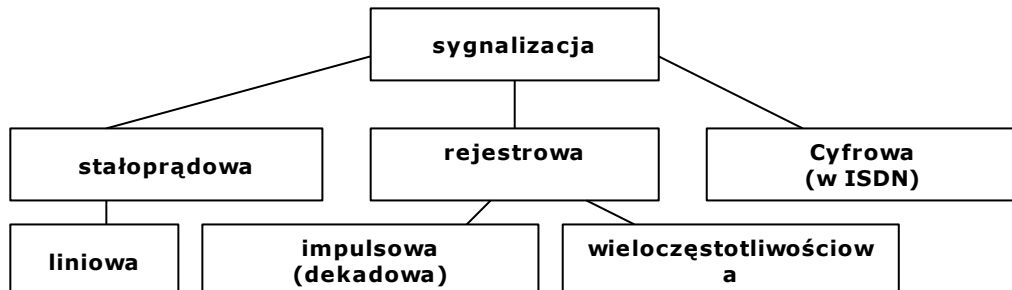 sygnalizacja
stałoprądowa
rejestrowa
Cyfrowa
(w ISDN)
liniowa
impulsowa
(dekadowa)
wieloczęstotliwościow
a